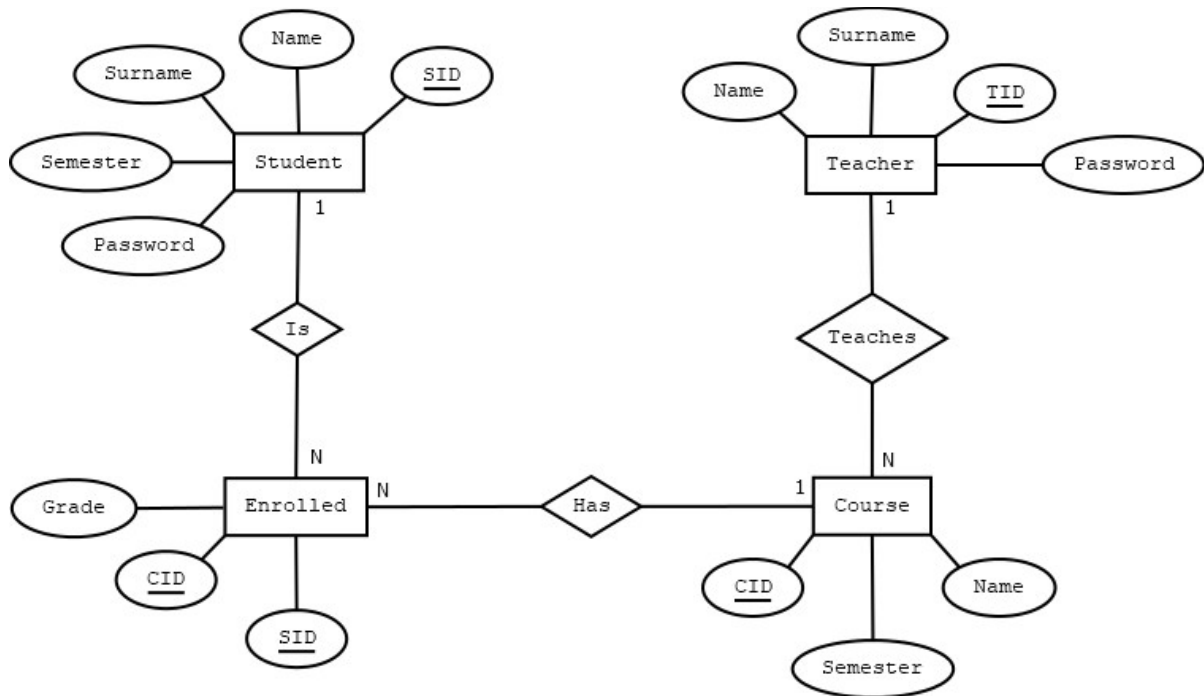 Name
Surname
SID
Semester
Student
Password
1
Is
N
Surname
Name
TID
Teacher
Password
1
Teaches
N
Grade
Enrolled
N
Has
1
Course
CID
SID
CID
Name
Semester